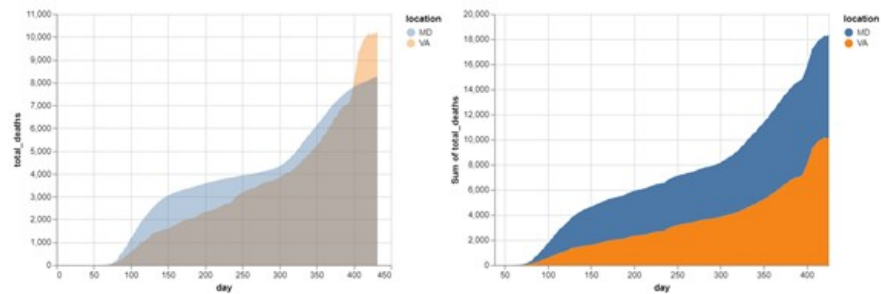 11,000
10,000
9,000
8,000
7,000
6,000
5,000
4,000
3,000
2,000
1,000
0
total_deaths
0 50 100 150 200 250 300 350 400 450
day
location
MD
VA
20,000
18,000
16,000
14,000
12,000
10,000
8,000
6,000
4,000
2,000
0
Sum of total_deaths
50 100 150 200 250 300 350 400
day
location
MD
VA